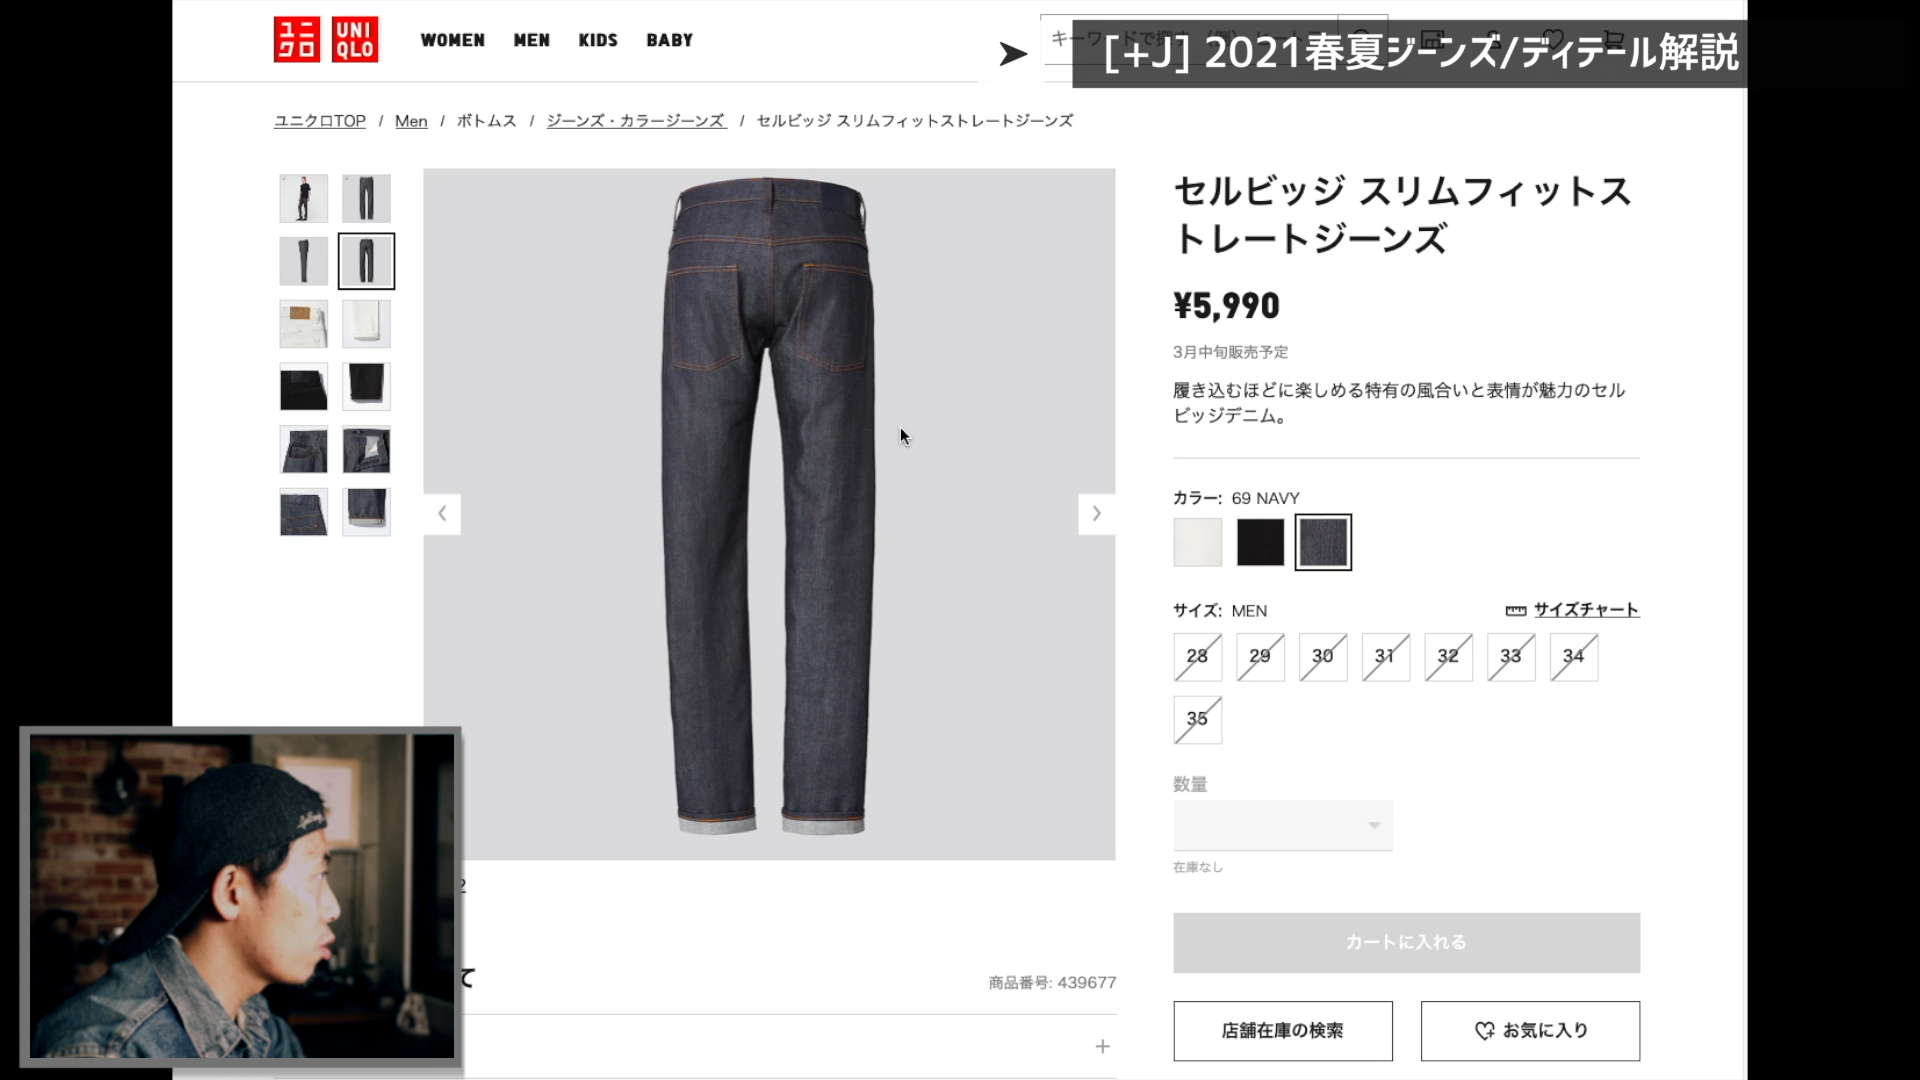 ユニクロ
UNI
QLO
WOMEN MEN KIDS BABY
[+J] 2021春夏ジーンズ/ディテール解説
ユニクロTOP / Men / ボトムス / ジーンズ・カラージーンズ / セルビッジ スリムフィットストレートジーンズ
セルビッジ スリムフィットス
トレートジーンズ
¥5,990
3月中旬販売予定
履き込むほどに楽しめる特有の風合いと表情が魅力のセル
ビッジデニム。
カラー: 69 NAVY
サイズ: MEN
サイズチャート
28 29 30 31 32 33 34
35
数量
在庫なし
カートに入れる
2
て
商品番号: 439677
店舗在庫の検索
お気に入り